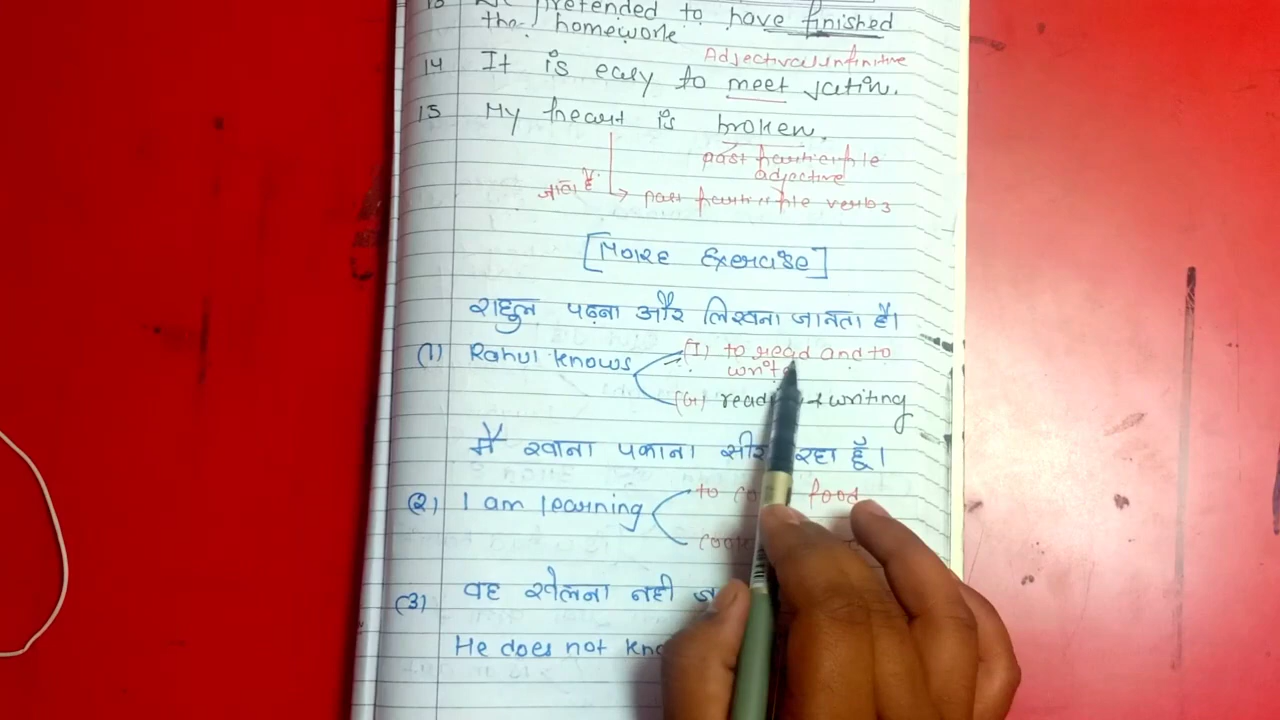 pretended to have finished
the homework
Adjectival infinitive
14 It is easy to meet Jatin.
15 My heart is broken.
past participle
adjective
past participle verb3
[More Exercise]
राहुल पढ़ना और लिखना जानता है।
(1) Rahul knows (I) to read and to
write
writing
मैं खाना पकाना सीख रहा हूँ।
(2) I am learning to food
(3) वह खेलना नही
He does not